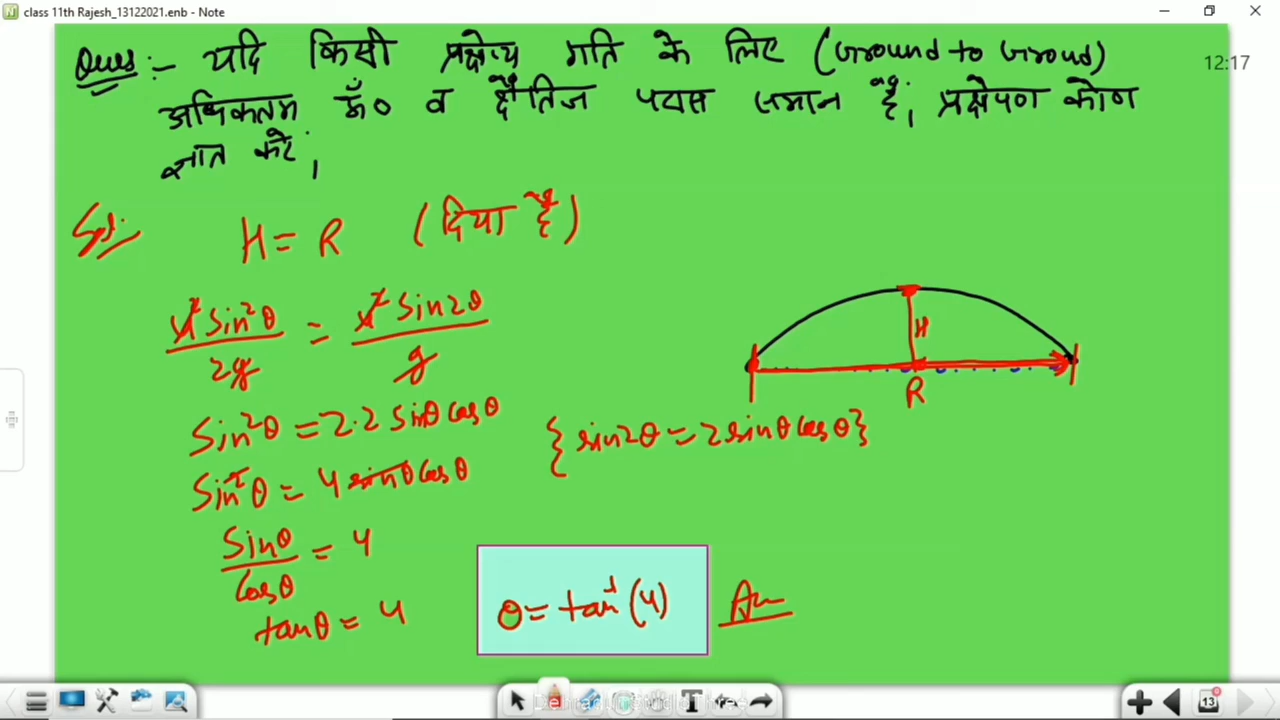 class 11th Rajesh_13122021.enb - Note
12:17
Ques :- यदि किसी प्रक्षेप्य गति के लिए (Ground to Ground)
अधिकतम ऊँ० व क्षैतिज परास समान है, प्रक्षेपण कोण
ज्ञात करे,
Sol:
H = R (दिया है)
u²sin²θ/2g = u²sin2θ/g
H
R
sin²θ = 2.2 sinθ cosθ {sin2θ = 2sinθ cosθ}
sin²θ = 4 sinθ cosθ
sinθ/cosθ = 4
tanθ = 4
θ = tan⁻¹(4) Ans
13